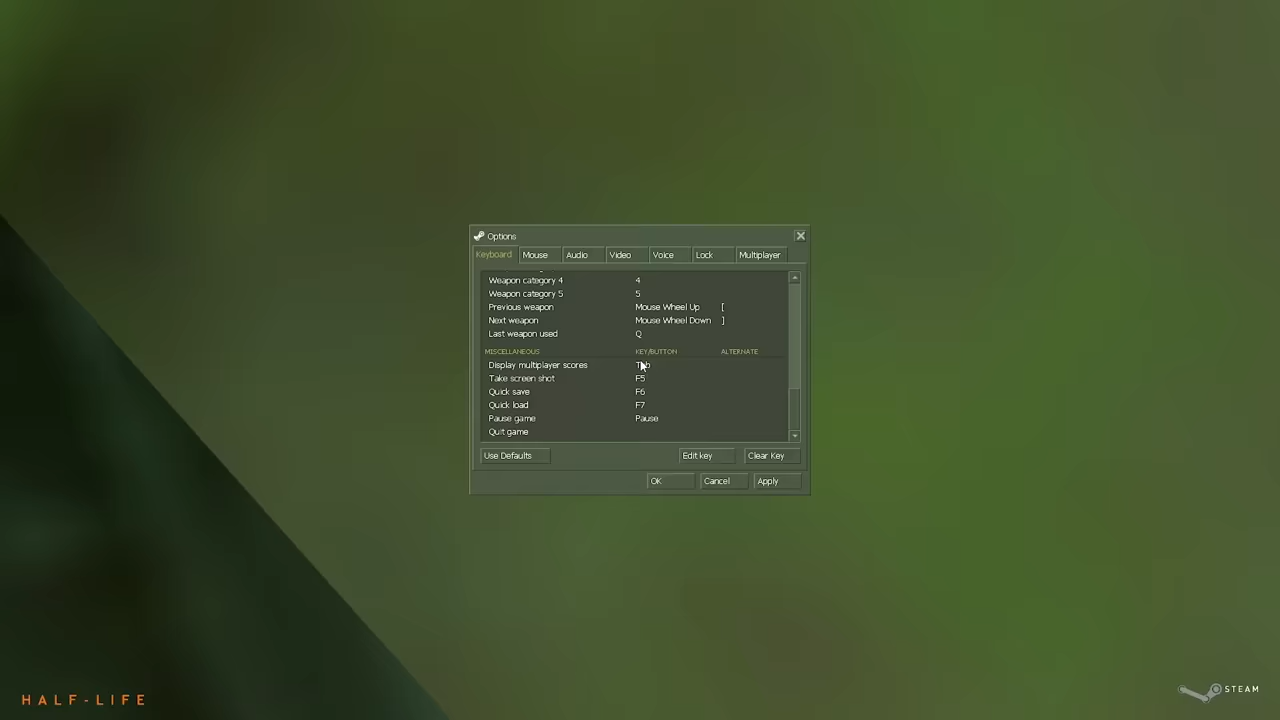 Options
Keyboard Mouse Audio Video Voice Lock Multiplayer
Weapon category 4 4
Weapon category 5 5
Previous weapon Mouse Wheel Up [
Next weapon Mouse Wheel Down ]
Last weapon used Q
MISCELLANEOUS KEY/BUTTON ALTERNATE
Display multiplayer scores Tab
Take screen shot F5
Quick save F6
Quick load F7
Pause game Pause
Quit game
Use Defaults Edit key Clear Key
OK Cancel Apply
HALF-LIFE STEAM